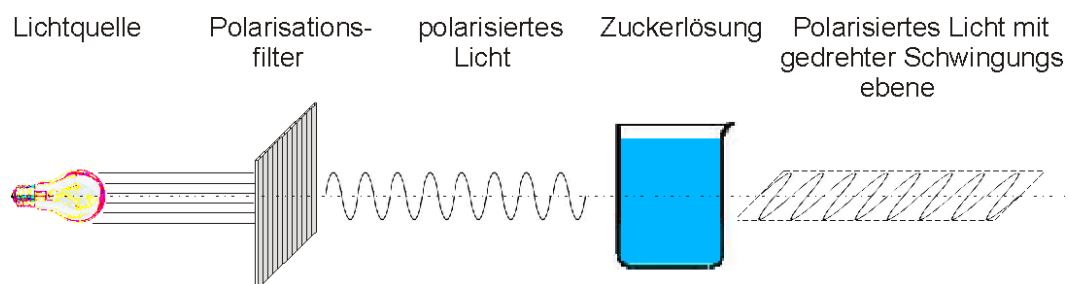 Lichtquelle
Polarisations-
filter
polarisiertes
Licht
Zuckerlösung
Polarisiertes Licht mit
gedrehter Schwingungs
ebene